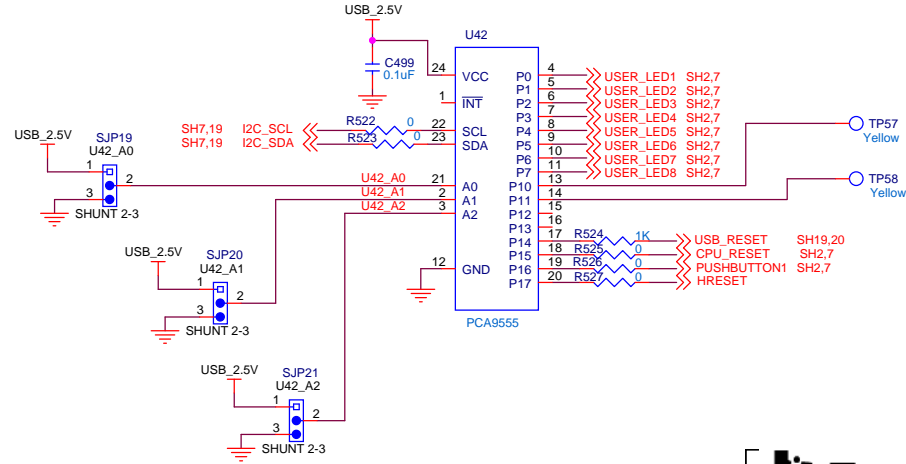 USB_2.5V
U42
C499
0.1uF
24 VCC P0 4 USER_LED1 SH2,7
P1 5 USER_LED2 SH2,7
1 INT P2 6 USER_LED3 SH2,7
P3 7 USER_LED4 SH2,7
SH7,19 I2C_SCL R522 0 22 SCL P4 8 USER_LED5 SH2,7
SH7,19 I2C_SDA R523 0 23 SDA P5 9 USER_LED6 SH2,7
P6 10 USER_LED7 SH2,7
P7 11 USER_LED8 SH2,7
TP57
Yellow
USB_2.5V
SJP19
U42_A0
1
2
3
SHUNT 2-3
U42_A0 21 A0 P10 13
U42_A1 2 A1 P11 14
U42_A2 3 A2 P12 15
P13 16
TP58
Yellow
P14 17 R524 1K USB_RESET SH19,20
P15 18 R525 0 CPU_RESET SH2,7
12 GND P16 19 R526 0 PUSHBUTTON1 SH2,7
P17 20 R527 0 HRESET
PCA9555
USB_2.5V
SJP20
U42_A1
1
2
3
SHUNT 2-3
USB_2.5V
SJP21
U42_A2
1
2
3
SHUNT 2-3